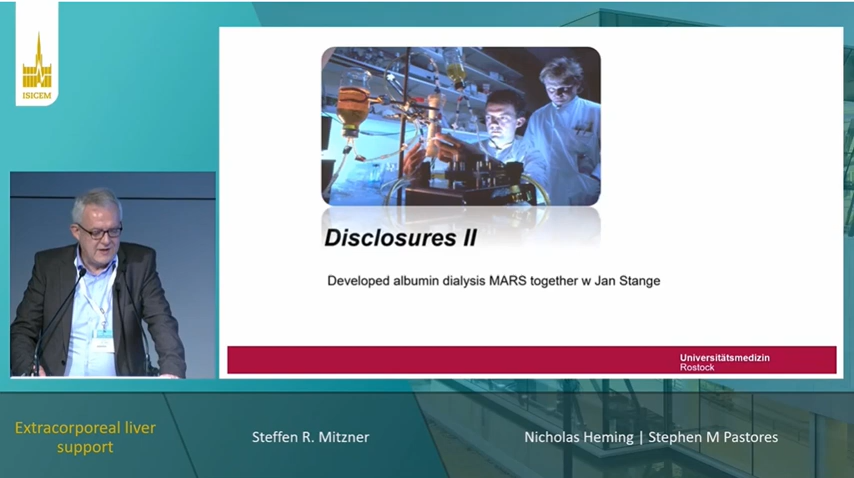 ISICEM
Disclosures II
Developed albumin dialysis MARS together w Jan Stange
Universitätsmedizin
Rostock
Extracorporeal liver
support
Steffen R. Mitzner
Nicholas Heming | Stephen M Pastores